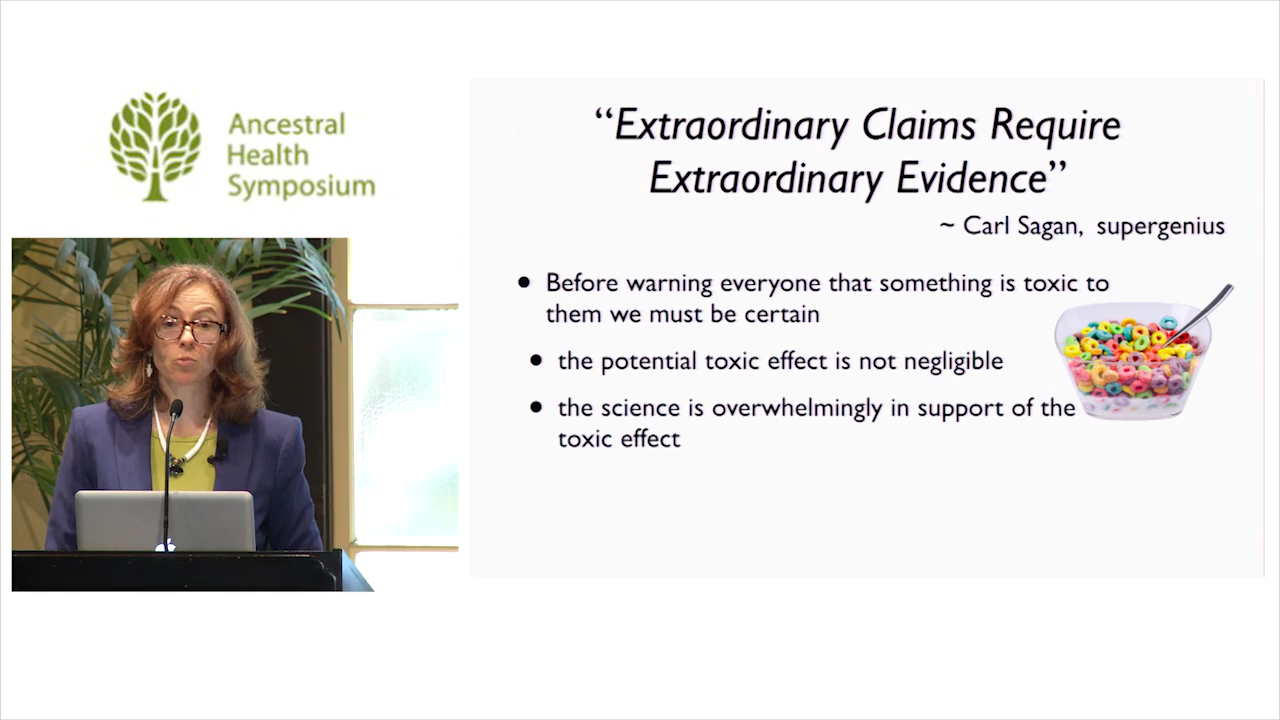 Ancestral
Health
Symposium
“Extraordinary Claims Require
Extraordinary Evidence”
~ Carl Sagan, supergenius
• Before warning everyone that something is toxic to
them we must be certain
• the potential toxic effect is not negligible
• the science is overwhelmingly in support of the
toxic effect